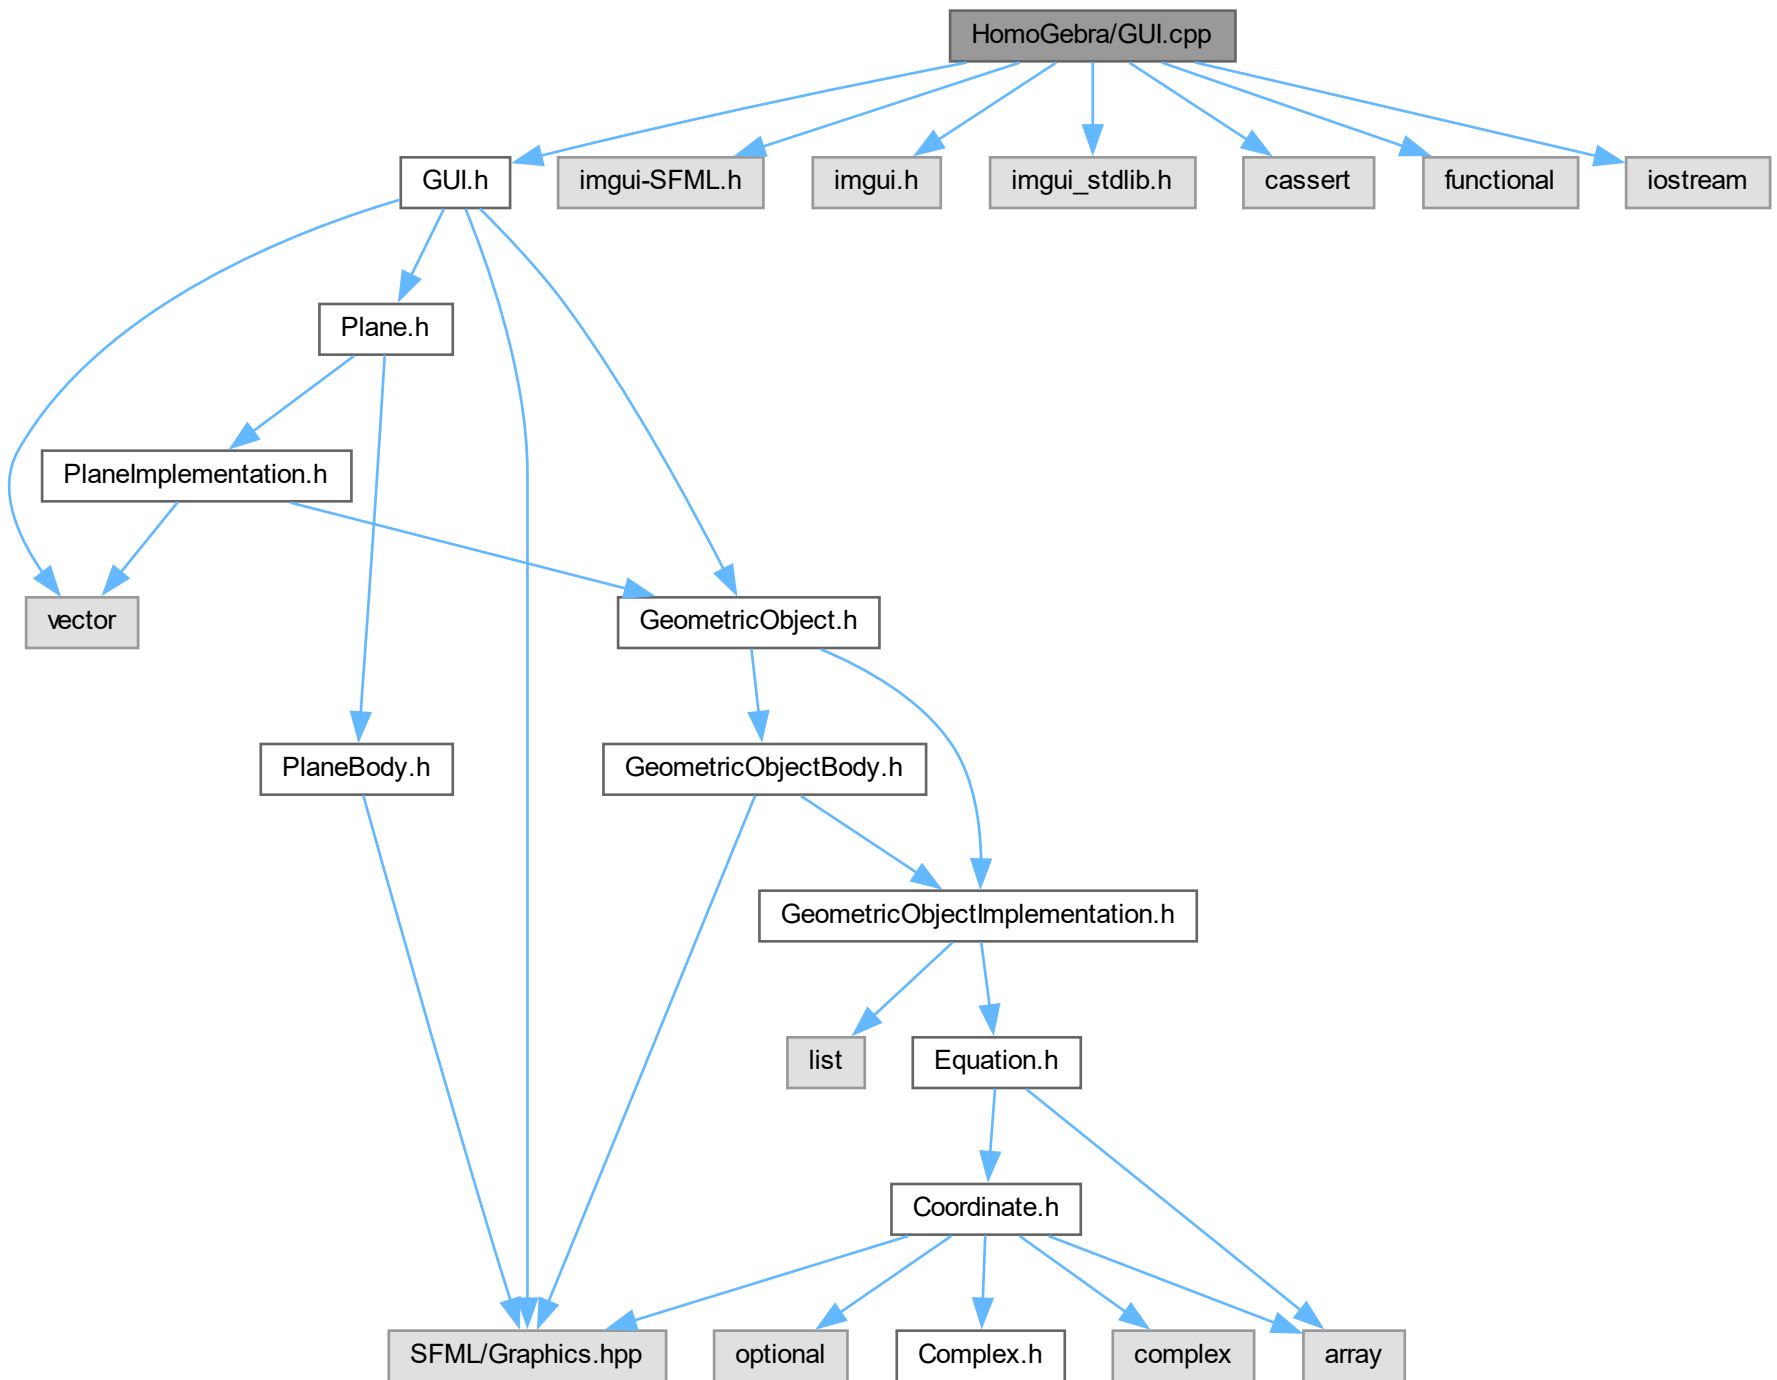 HomoGebra/GUI.cpp
GUI.h
imgui-SFML.h
imgui.h
imgui_stdlib.h
cassert
functional
iostream
Plane.h
PlaneImplementation.h
vector
GeometricObject.h
PlaneBody.h
GeometricObjectBody.h
GeometricObjectImplementation.h
list
Equation.h
Coordinate.h
SFML/Graphics.hpp
optional
Complex.h
complex
array